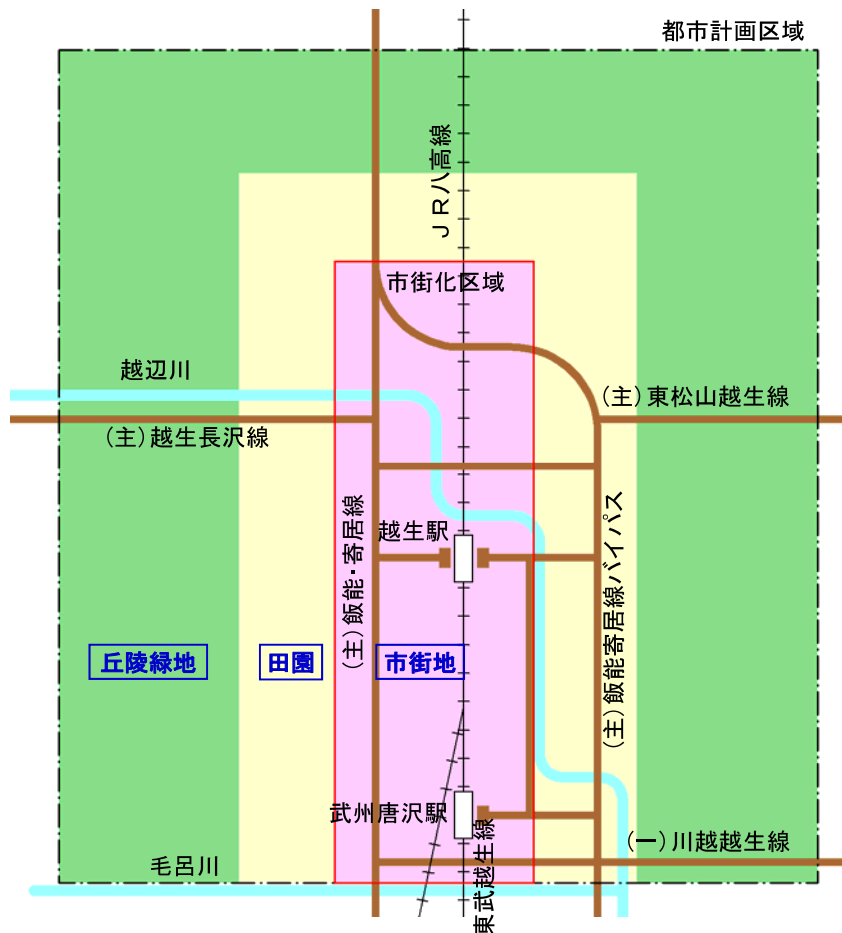 都市計画区域
ＪＲ八高線
市街化区域
越辺川
(主)東松山越生線
(主)越生長沢線
(主)飯能・寄居線
越生駅
(主)飯能寄居線バイパス
丘陵緑地
田園
市街地
武州唐沢駅
東武越生線
(一)川越越生線
毛呂川